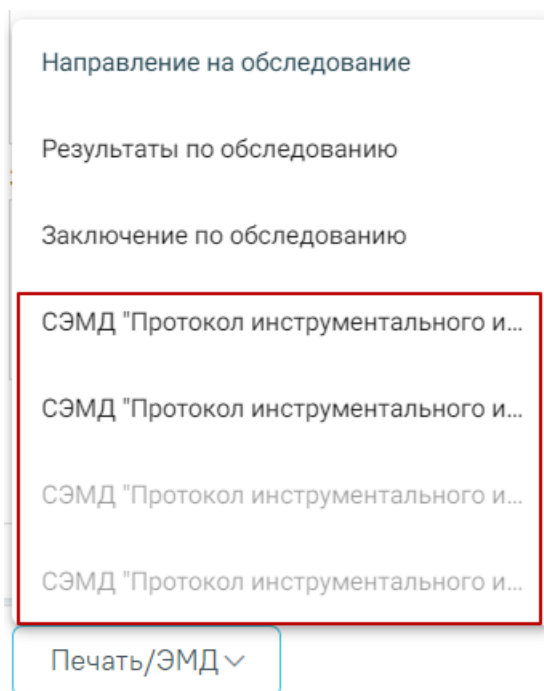 Направление на обследование
Результаты по обследованию
Заключение по обследованию
СЭМД "Протокол инструментального и...
СЭМД "Протокол инструментального и...
СЭМД "Протокол инструментального и...
СЭМД "Протокол инструментального и...
Печать/ЭМД